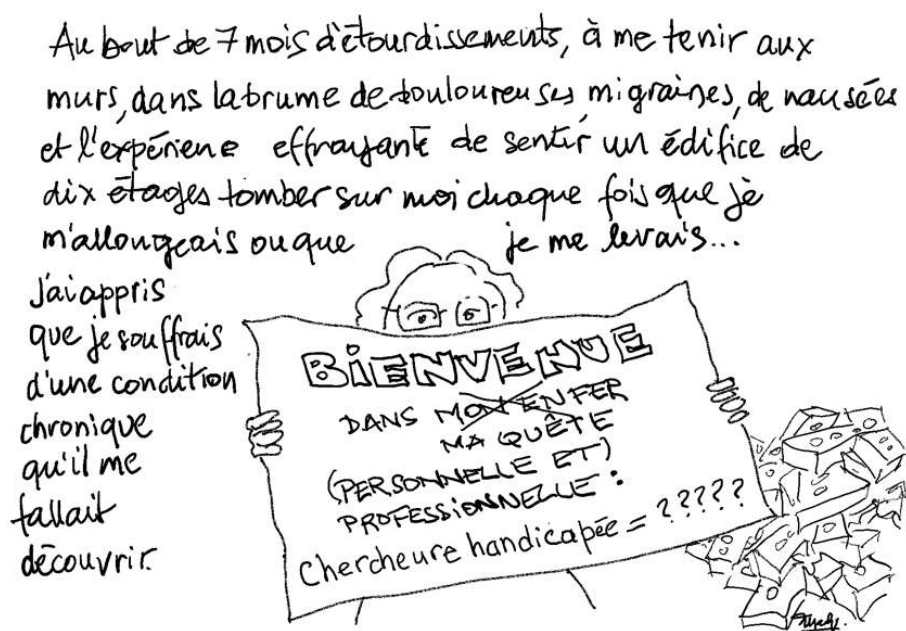 Au bout de 7 mois d'étourdissements, à me tenir aux
murs, dans la brume de douloureuses migraines, de nausées
et l'expérience effrayante de sentir un édifice de
dix étages tomber sur moi chaque fois que je
m'allongeais ou que je me levais...
j'ai appris
que je souffrais
d'une condition
chronique
qu'il me
fallait
découvrir.
BIENVENUE
DANS MON ENFER
MA QUÊTE
(PERSONNELLE ET)
PROFESSIONNELLE :
Chercheure handicapée = ?????